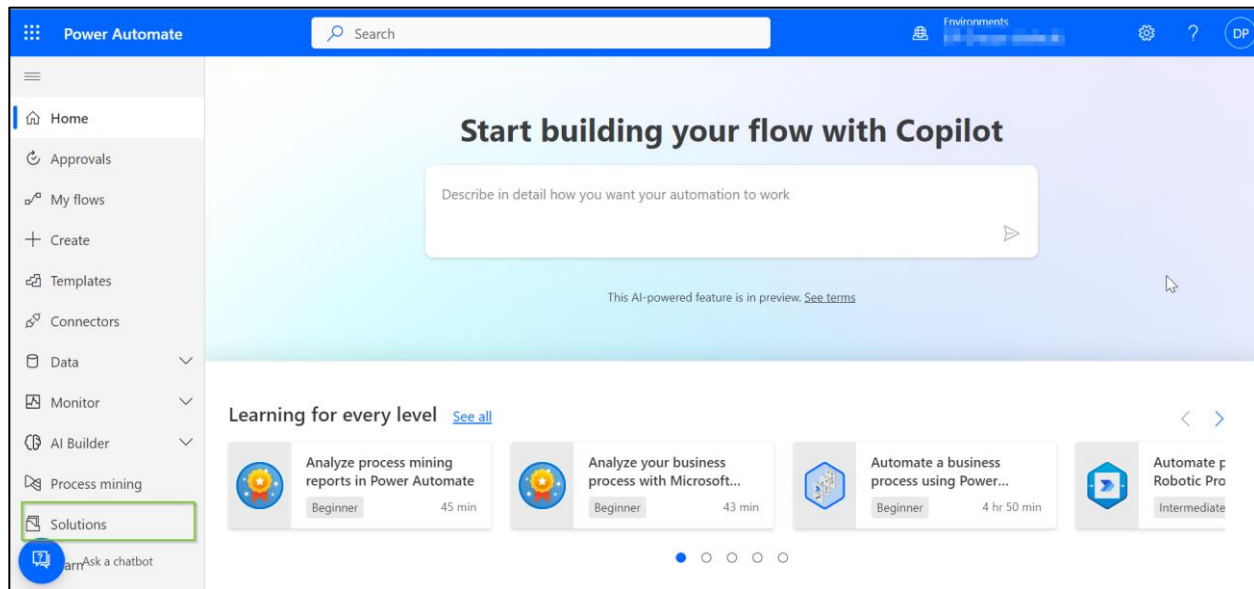 Power Automate
Search
Environments
?
DP
Home
Approvals
My flows
Create
Templates
Connectors
Data
Monitor
AI Builder
Process mining
Solutions
arn
Ask a chatbot
Start building your flow with Copilot
Describe in detail how you want your automation to work
This AI-powered feature is in preview. See terms
Learning for every level See all
Analyze process mining
reports in Power Automate
Beginner 45 min
Analyze your business
process with Microsoft...
Beginner 43 min
Automate a business
process using Power...
Beginner 4 hr 50 min
Automate p
Robotic Pro
Intermediate